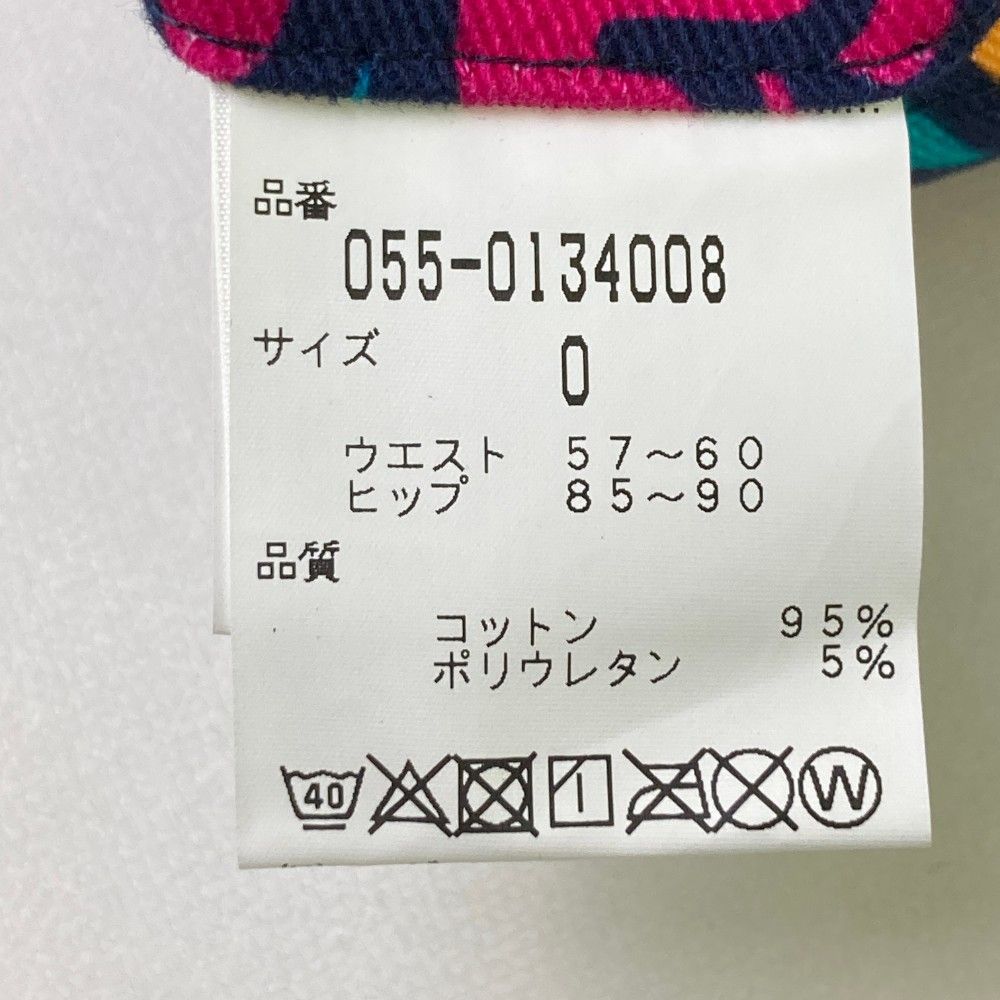 品番
055-0134008
サイズ
0
ウエスト 57~60
ヒップ 85~90
品質
コットン 95%
ポリウレタン 5%
40 W